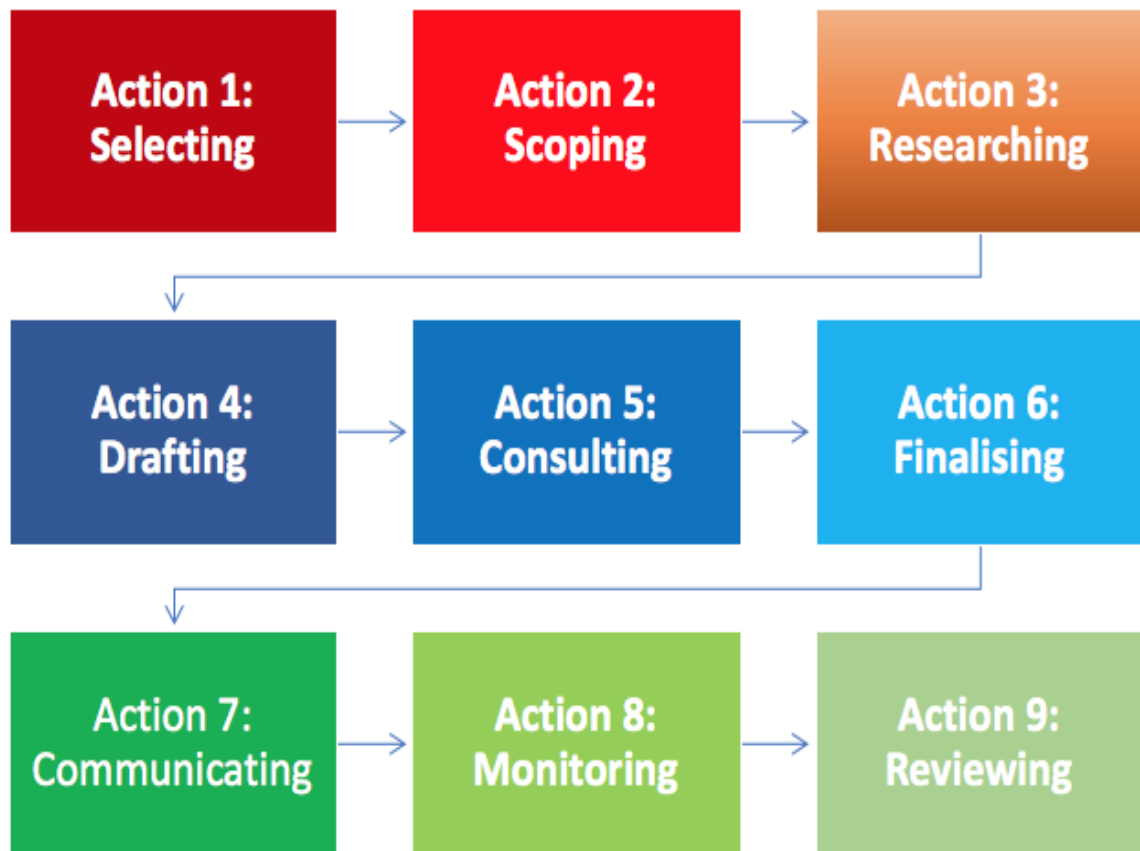 Action 1:
Selecting
Action 2:
Scoping
Action 3:
Researching
Action 4:
Drafting
Action 5:
Consulting
Action 6:
Finalising
Action 7:
Communicating
Action 8:
Monitoring
Action 9:
Reviewing